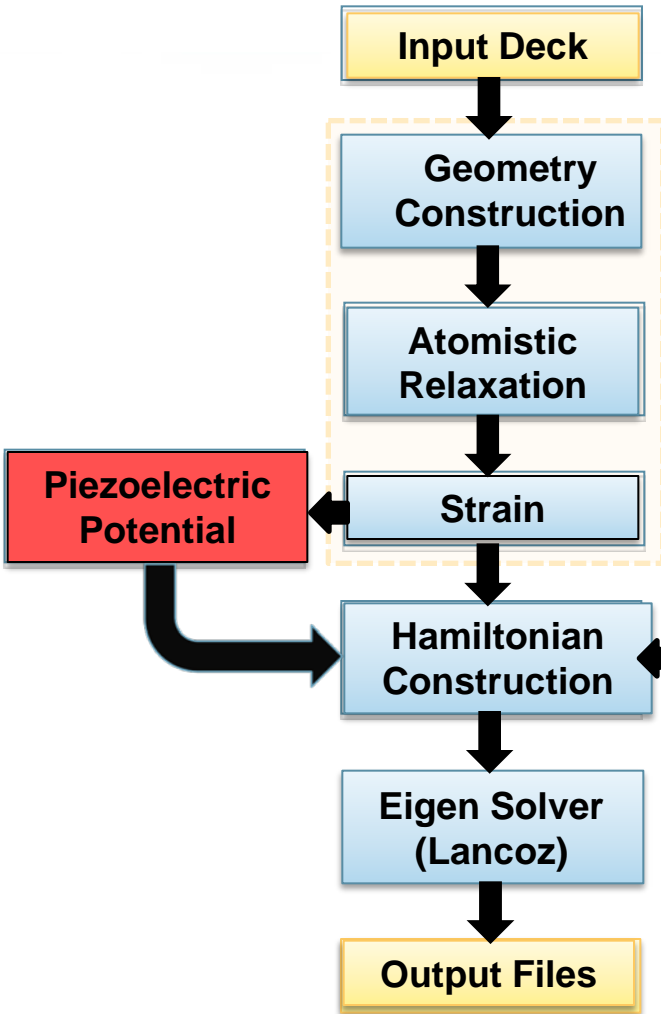 Input Deck
Geometry
Construction
Atomistic
Relaxation
Piezoelectric
Potential
Strain
Hamiltonian
Construction
Eigen Solver
(Lancoz)
Output Files